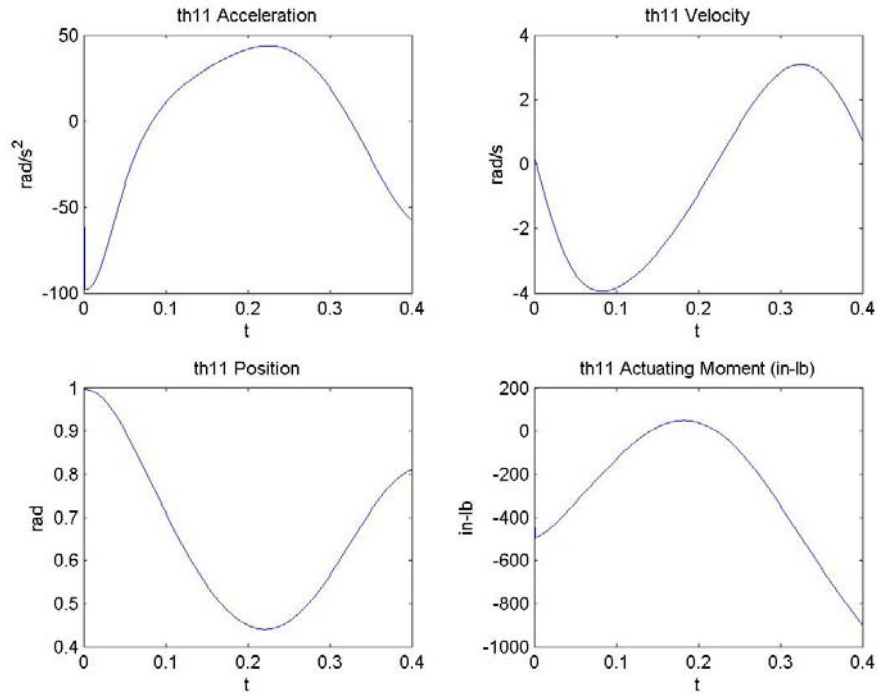 th11 Acceleration
50
0
-50
-100
rad/s²
0 0.1 0.2 0.3 0.4
t
th11 Velocity
4
2
0
-2
-4
rad/s
0 0.1 0.2 0.3 0.4
t
th11 Position
1
0.9
0.8
0.7
0.6
0.5
0.4
rad
0 0.1 0.2 0.3 0.4
t
th11 Actuating Moment (in-lb)
200
0
-200
-400
-600
-800
-1000
in-lb
0 0.1 0.2 0.3 0.4
t